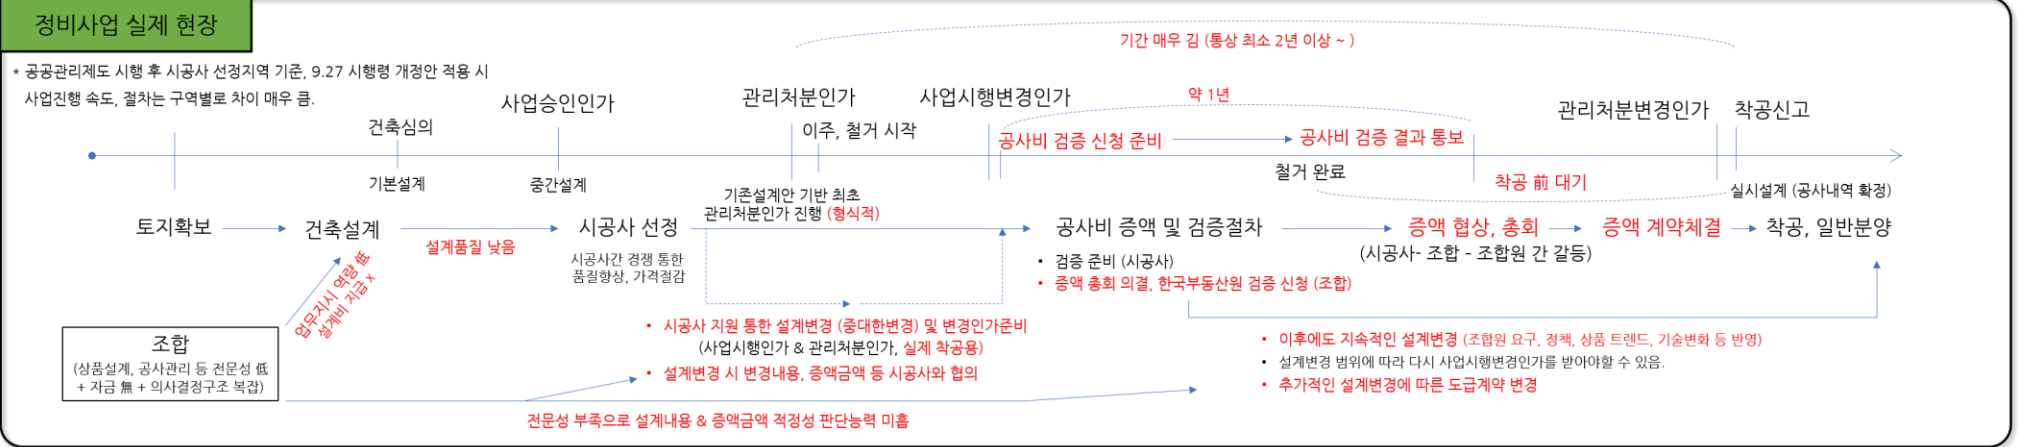 정비사업 실제 현장
* 공공관리제도 시행 후 시공사 선정지역 기준, 9.27 시행령 개정안 적용 시
사업진행 속도, 절차는 구역별로 차이 매우 큼.
기간 매우 김 (통상 최소 2년 이상 ~ )
건축심의
사업승인인가
관리처분인가
이주, 철거 시작
사업시행변경인가
약 1년
공사비 검증 신청 준비
공사비 검증 결과 통보
관리처분변경인가
착공신고
기본설계
중간설계
기존설계안 기반 최초
관리처분인가 진행 (형식적)
철거 완료
착공 前 대기
실시설계 (공사내역 확정)
토지확보
건축설계
설계품질 낮음
시공사 선정
시공사간 경쟁 통한
품질향상, 가격절감
공사비 증액 및 검증절차
• 검증 준비 (시공사)
• 증액 총회 의결, 한국부동산원 검증 신청 (조합)
증액 협상, 총회
(시공사- 조합 – 조합원 간 갈등)
증액 계약체결
착공, 일반분양
업무지시 역량 低
설계비 지급 x
조합
(상품설계, 공사관리 등 전문성 低
+ 자금 無 + 의사결정구조 복잡)
• 시공사 지원 통한 설계변경 (중대한변경) 및 변경인가준비
(사업시행인가 & 관리처분인가, 실제 착공용)
• 설계변경 시 변경내용, 증액금액 등 시공사와 협의
• 이후에도 지속적인 설계변경 (조합원 요구, 정책, 상품 트렌드, 기술변화 등 반영)
• 설계변경 범위에 따라 다시 사업시행변경인가를 받아야할 수 있음.
• 추가적인 설계변경에 따른 도급계약 변경
전문성 부족으로 설계내용 & 증액금액 적정성 판단능력 미흡